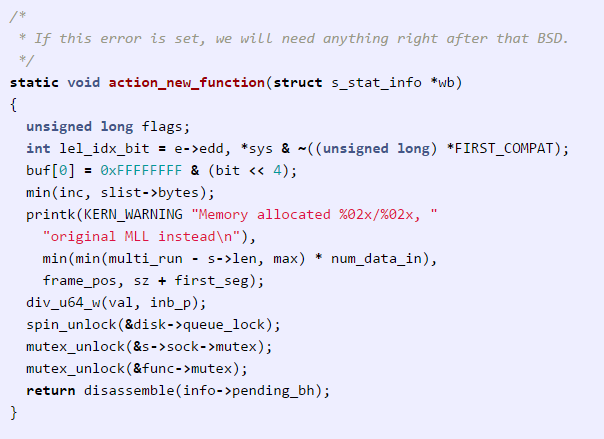 /*
 * If this error is set, we will need anything right after that BSD.
 */
static void action_new_function(struct s_stat_info *wb)
{
  unsigned long flags;
  int lel_idx_bit = e->edd, *sys & ~((unsigned long) *FIRST_COMPAT);
  buf[0] = 0xFFFFFFFF & (bit << 4);
  min(inc, slist->bytes);
  printk(KERN_WARNING "Memory allocated %02x/%02x, "
    "original MLL instead\n"),
    min(min(multi_run - s->len, max) * num_data_in),
    frame_pos, sz + first_seg);
  div_u64_w(val, inb_p);
  spin_unlock(&disk->queue_lock);
  mutex_unlock(&s->sock->mutex);
  mutex_unlock(&func->mutex);
  return disassemble(info->pending_bh);
}